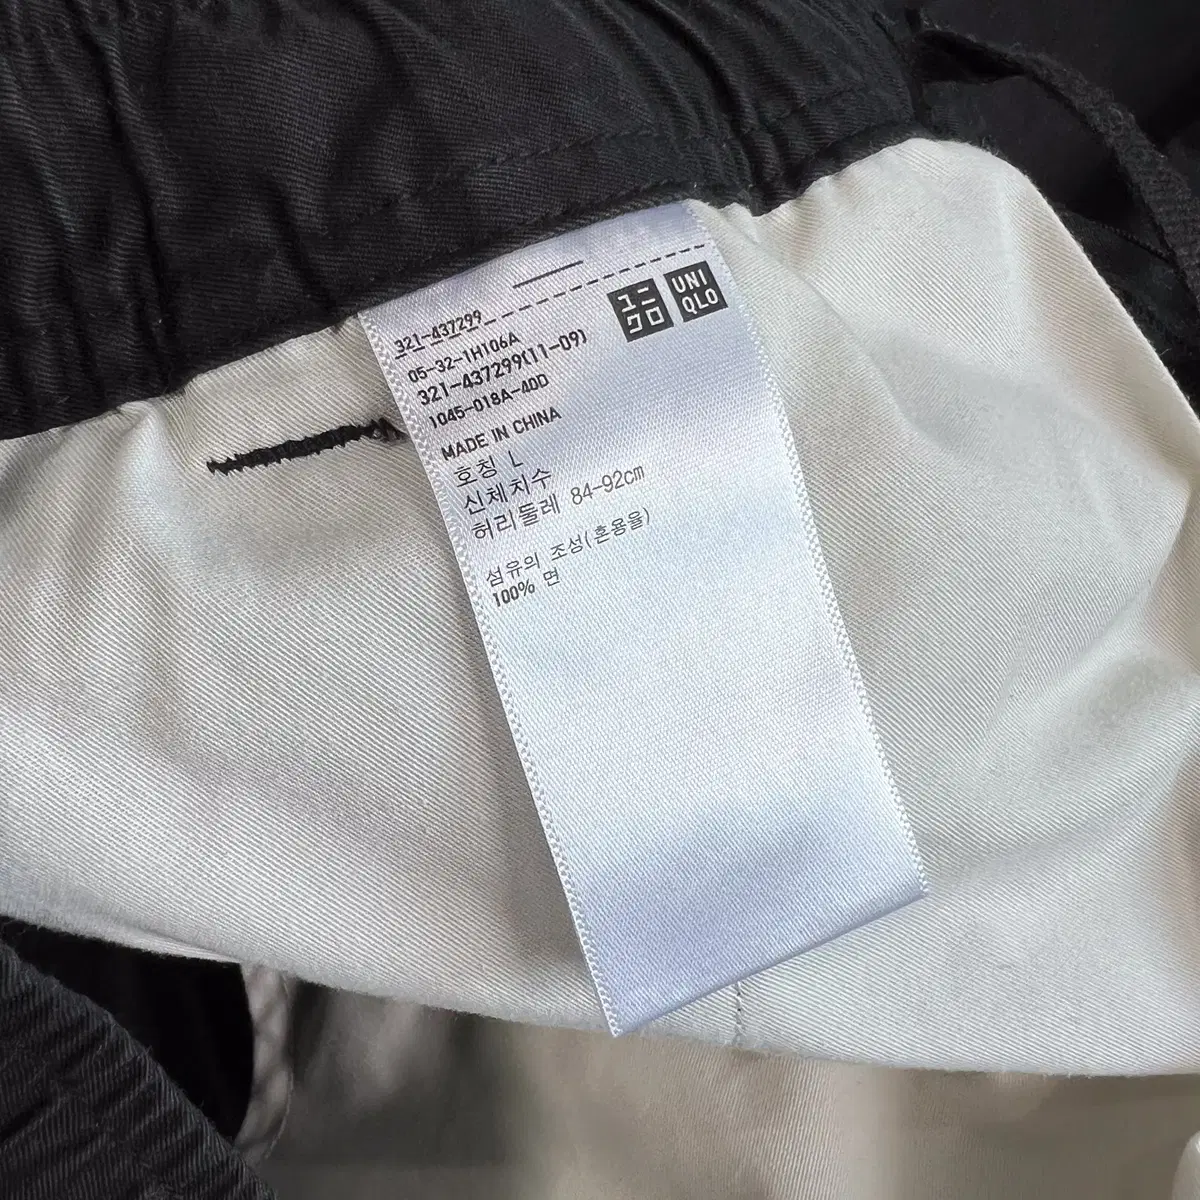 ユニ
クロ
UNI
QLO
321-437299
05-32-1H106A
321-437299(11-09)
1045-018A-40D
MADE IN CHINA
호칭 L
신체치수
허리둘레 84-92cm
섬유의 조성(혼용율)
100% 면